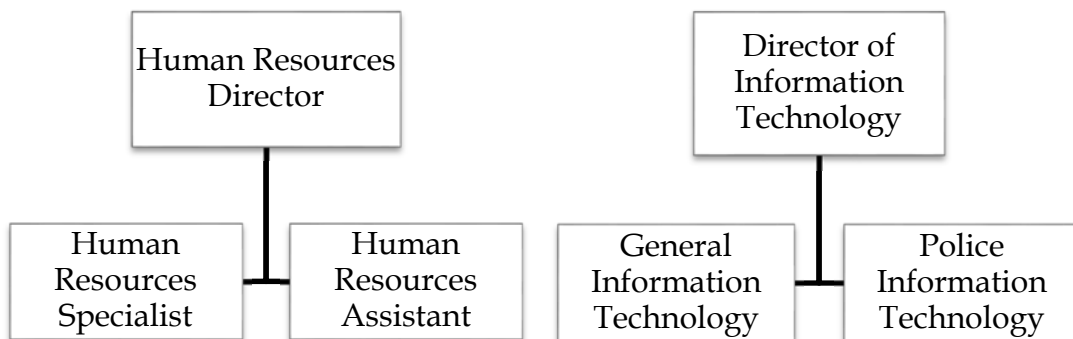 Human Resources
Director
Director of
Information
Technology
Human
Resources
Specialist
Human
Resources
Assistant
General
Information
Technology
Police
Information
Technology